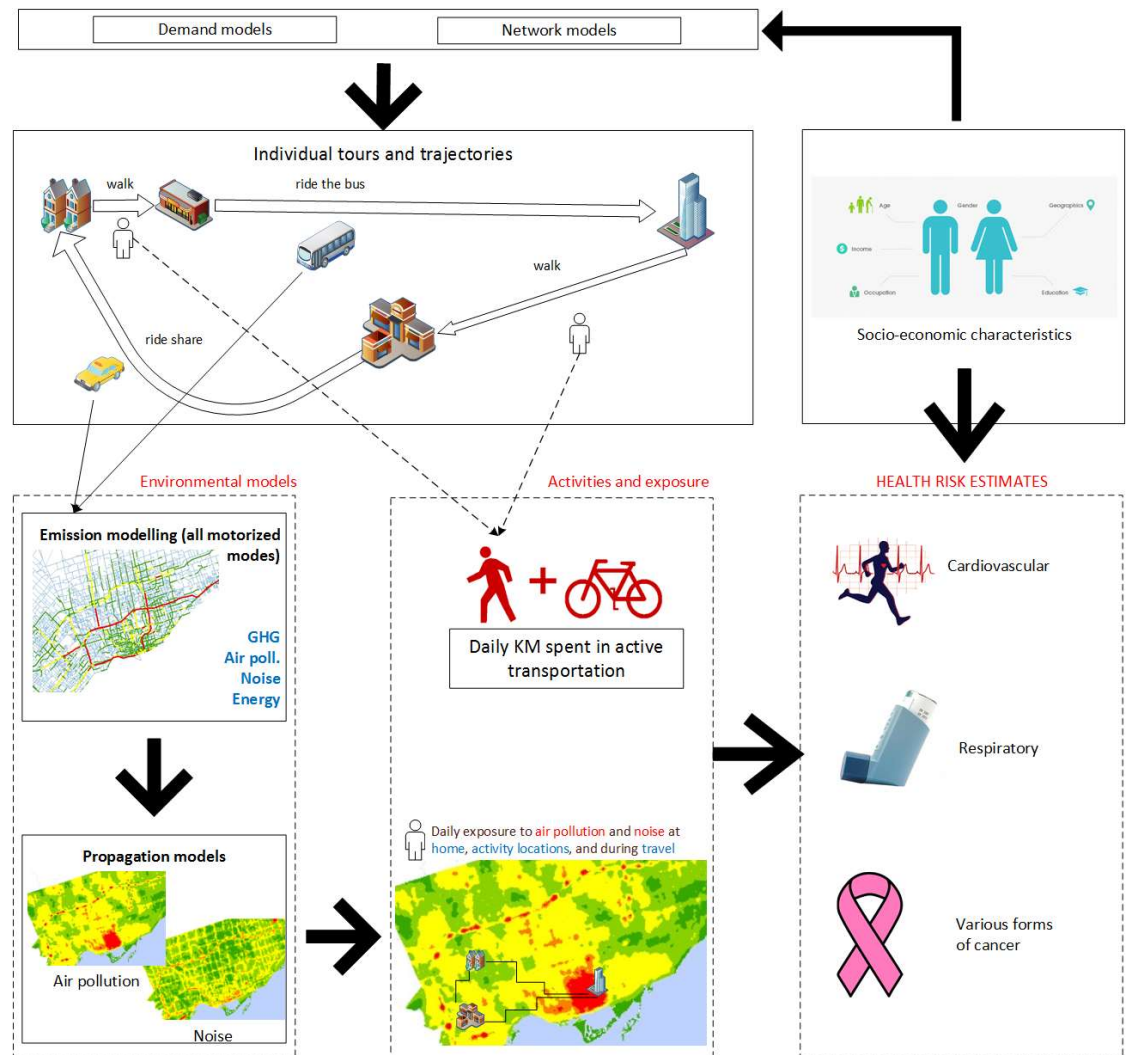 Demand models
Network models
Individual tours and trajectories
walk
ride the bus
walk
ride share
Age
Gender
Geographics
Income
Occupation
Education
Socio-economic characteristics
Environmental models
Emission modelling (all motorized
modes)
GHG
Air poll.
Noise
Energy
Propagation models
Air pollution
Noise
Activities and exposure
Daily KM spent in active
transportation
Daily exposure to air pollution and noise at
home, activity locations, and during travel
HEALTH RISK ESTIMATES
Cardiovascular
Respiratory
Various forms
of cancer